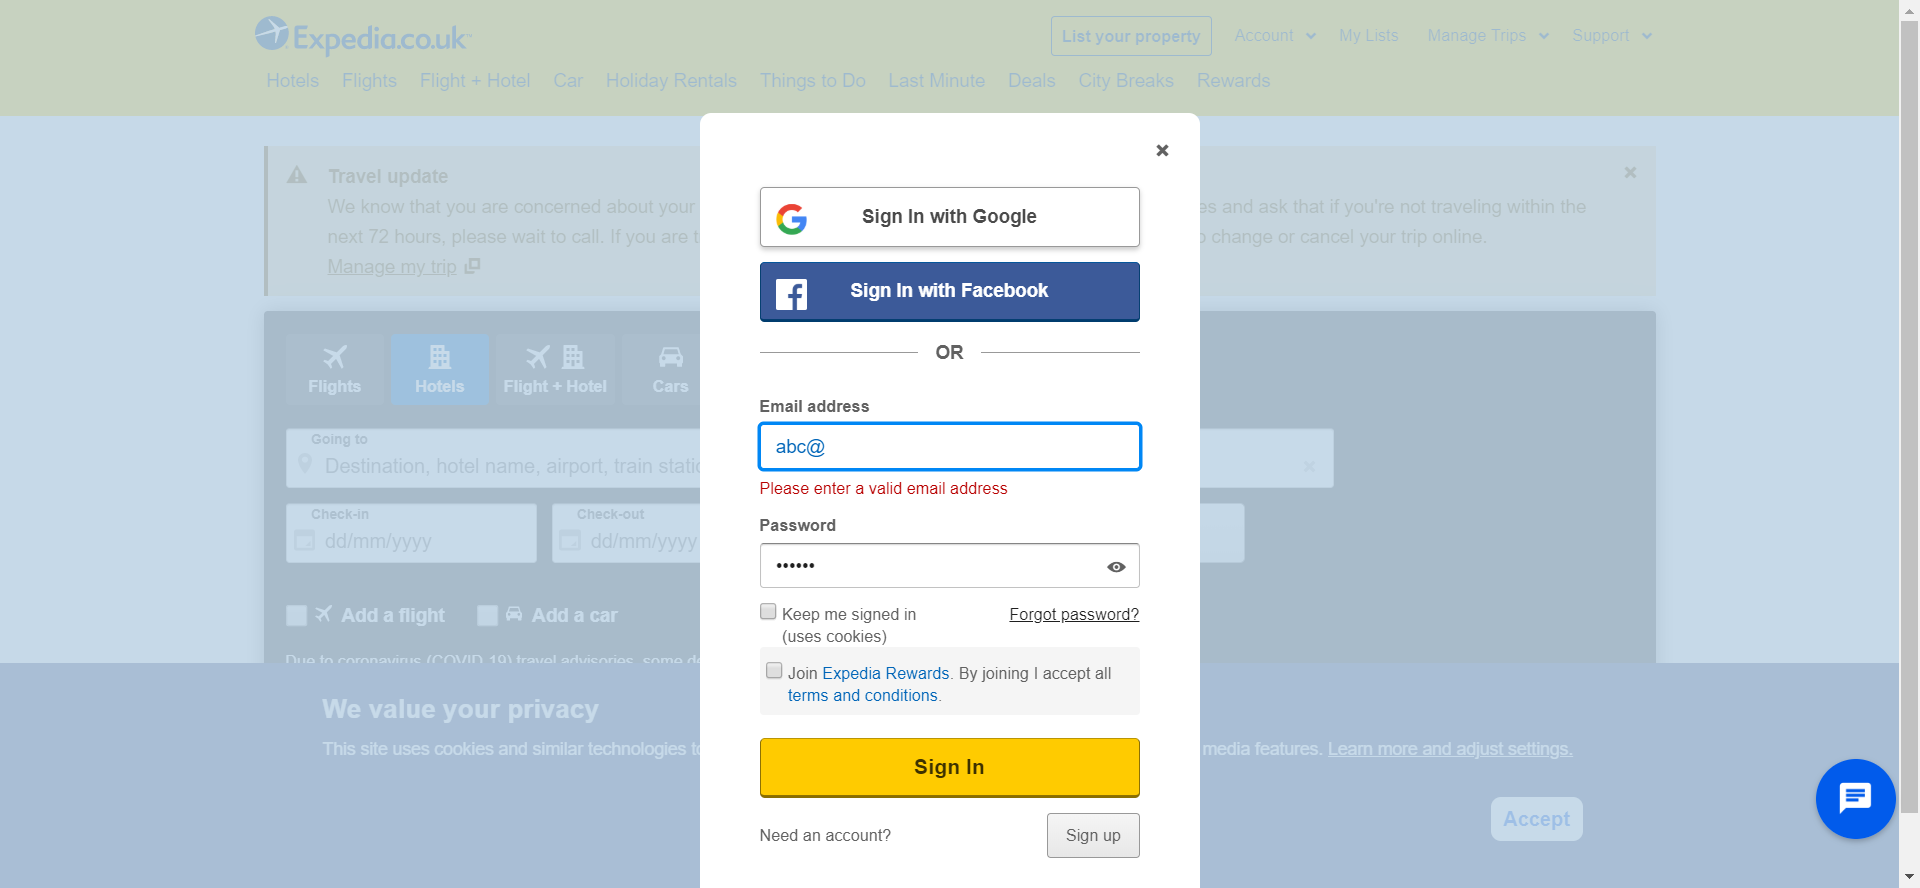 Expedia.co.uk
List your property
Account
My Lists
Manage Trips
Support
Hotels
Flights
Flight + Hotel
Car
Holiday Rentals
Things to Do
Last Minute
Deals
City Breaks
Rewards
Travel update
We know that you are concerned about your
es and ask that if you're not traveling within the
next 72 hours, please wait to call. If you are t
o change or cancel your trip online.
Manage my trip
Flights
Hotels
Flight + Hotel
Cars
Going to
Destination, hotel name, airport, train stati
Check-in
dd/mm/yyyy
Check-out
dd/mm/yyyy
Add a flight
Add a car
Due to coronavirus (COVID-19) travel advisories, some de
Sign In with Google
Sign In with Facebook
OR
Email address
abc@
Please enter a valid email address
Password
••••••
Keep me signed in
(uses cookies)
Forgot password?
Join Expedia Rewards. By joining I accept all
terms and conditions.
Sign In
Need an account?
Sign up
We value your privacy
This site uses cookies and similar technologies to
media features. Learn more and adjust settings.
Accept